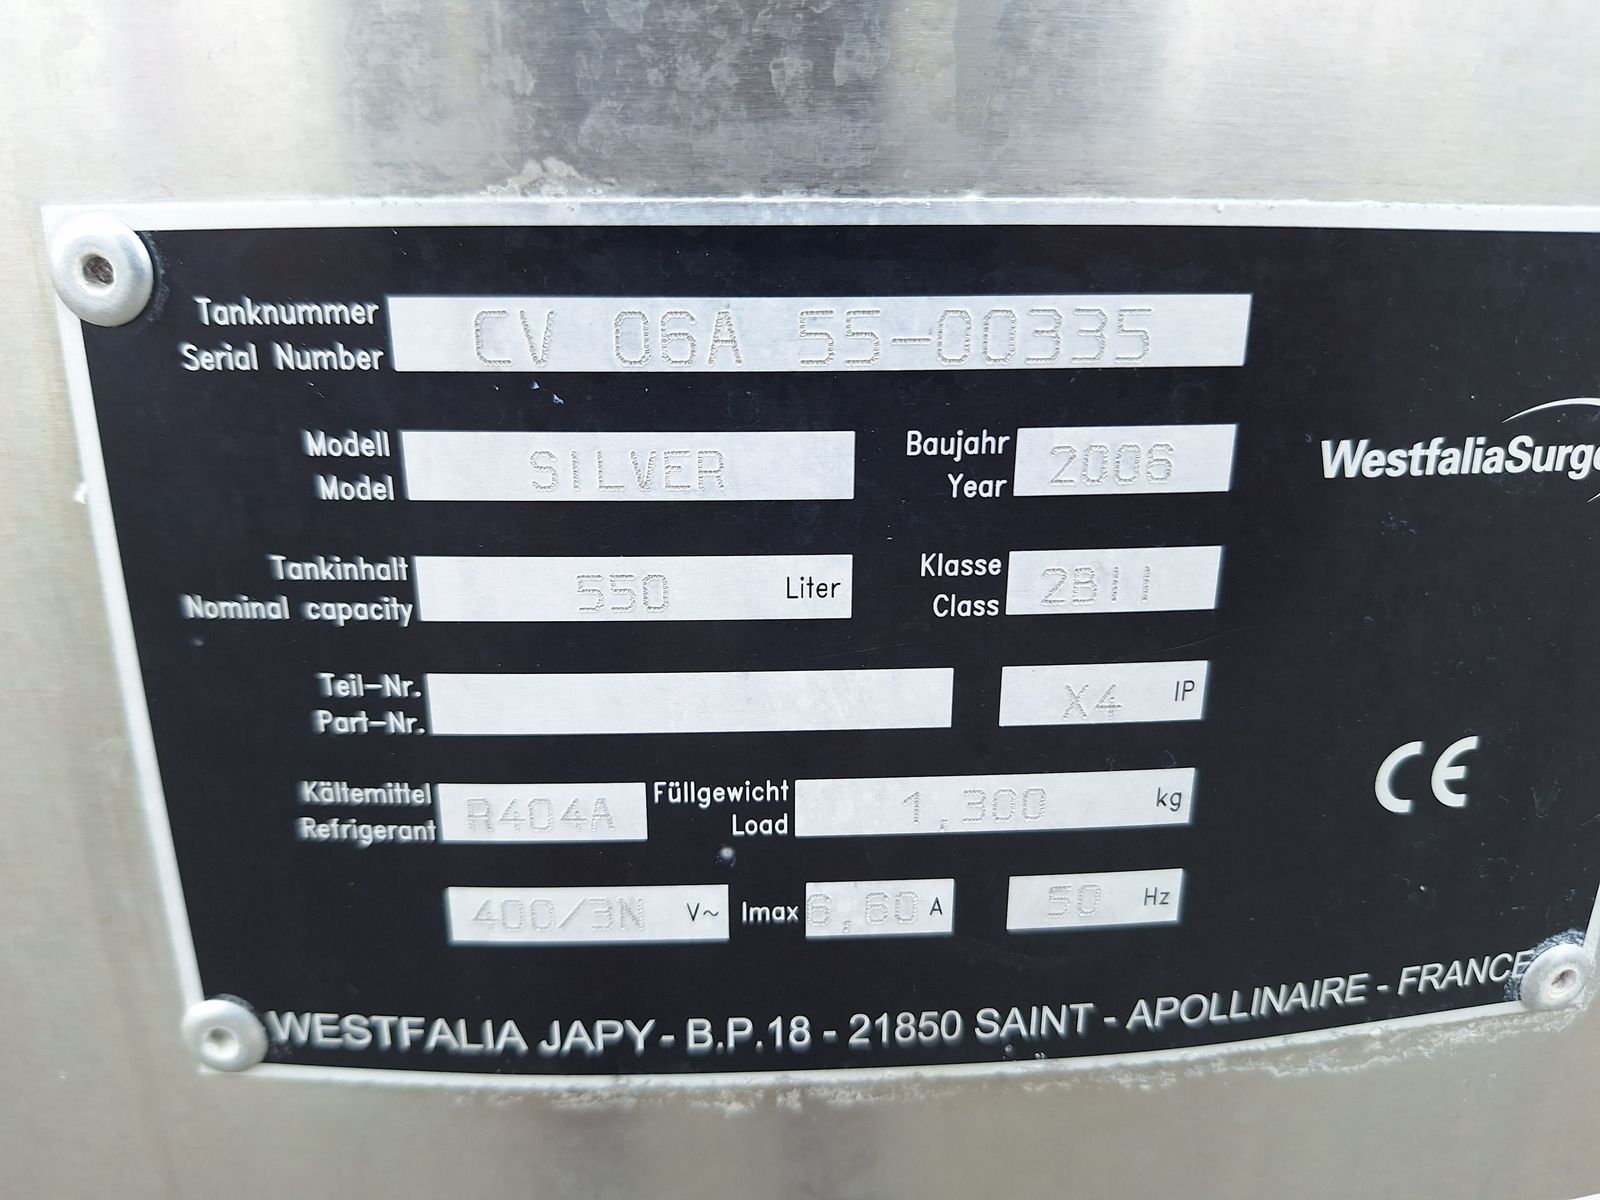 Tanknummer
Serial Number CV 06A 55-00335
Modell
Model SILVER
Baujahr
Year 2006
WestfaliaSurge
Tankinhalt
Nominal capacity 550 Liter
Klasse
Class 2BII
Teil-Nr.
Part-Nr.
X4 IP
Kältemittel
Refrigerant R404A
Füllgewicht
Load 1,300 kg
CE
400/3N V~ Imax 6,60 A 50 Hz
WESTFALIA JAPY - B.P.18 - 21850 SAINT - APOLLINAIRE - FRANCE